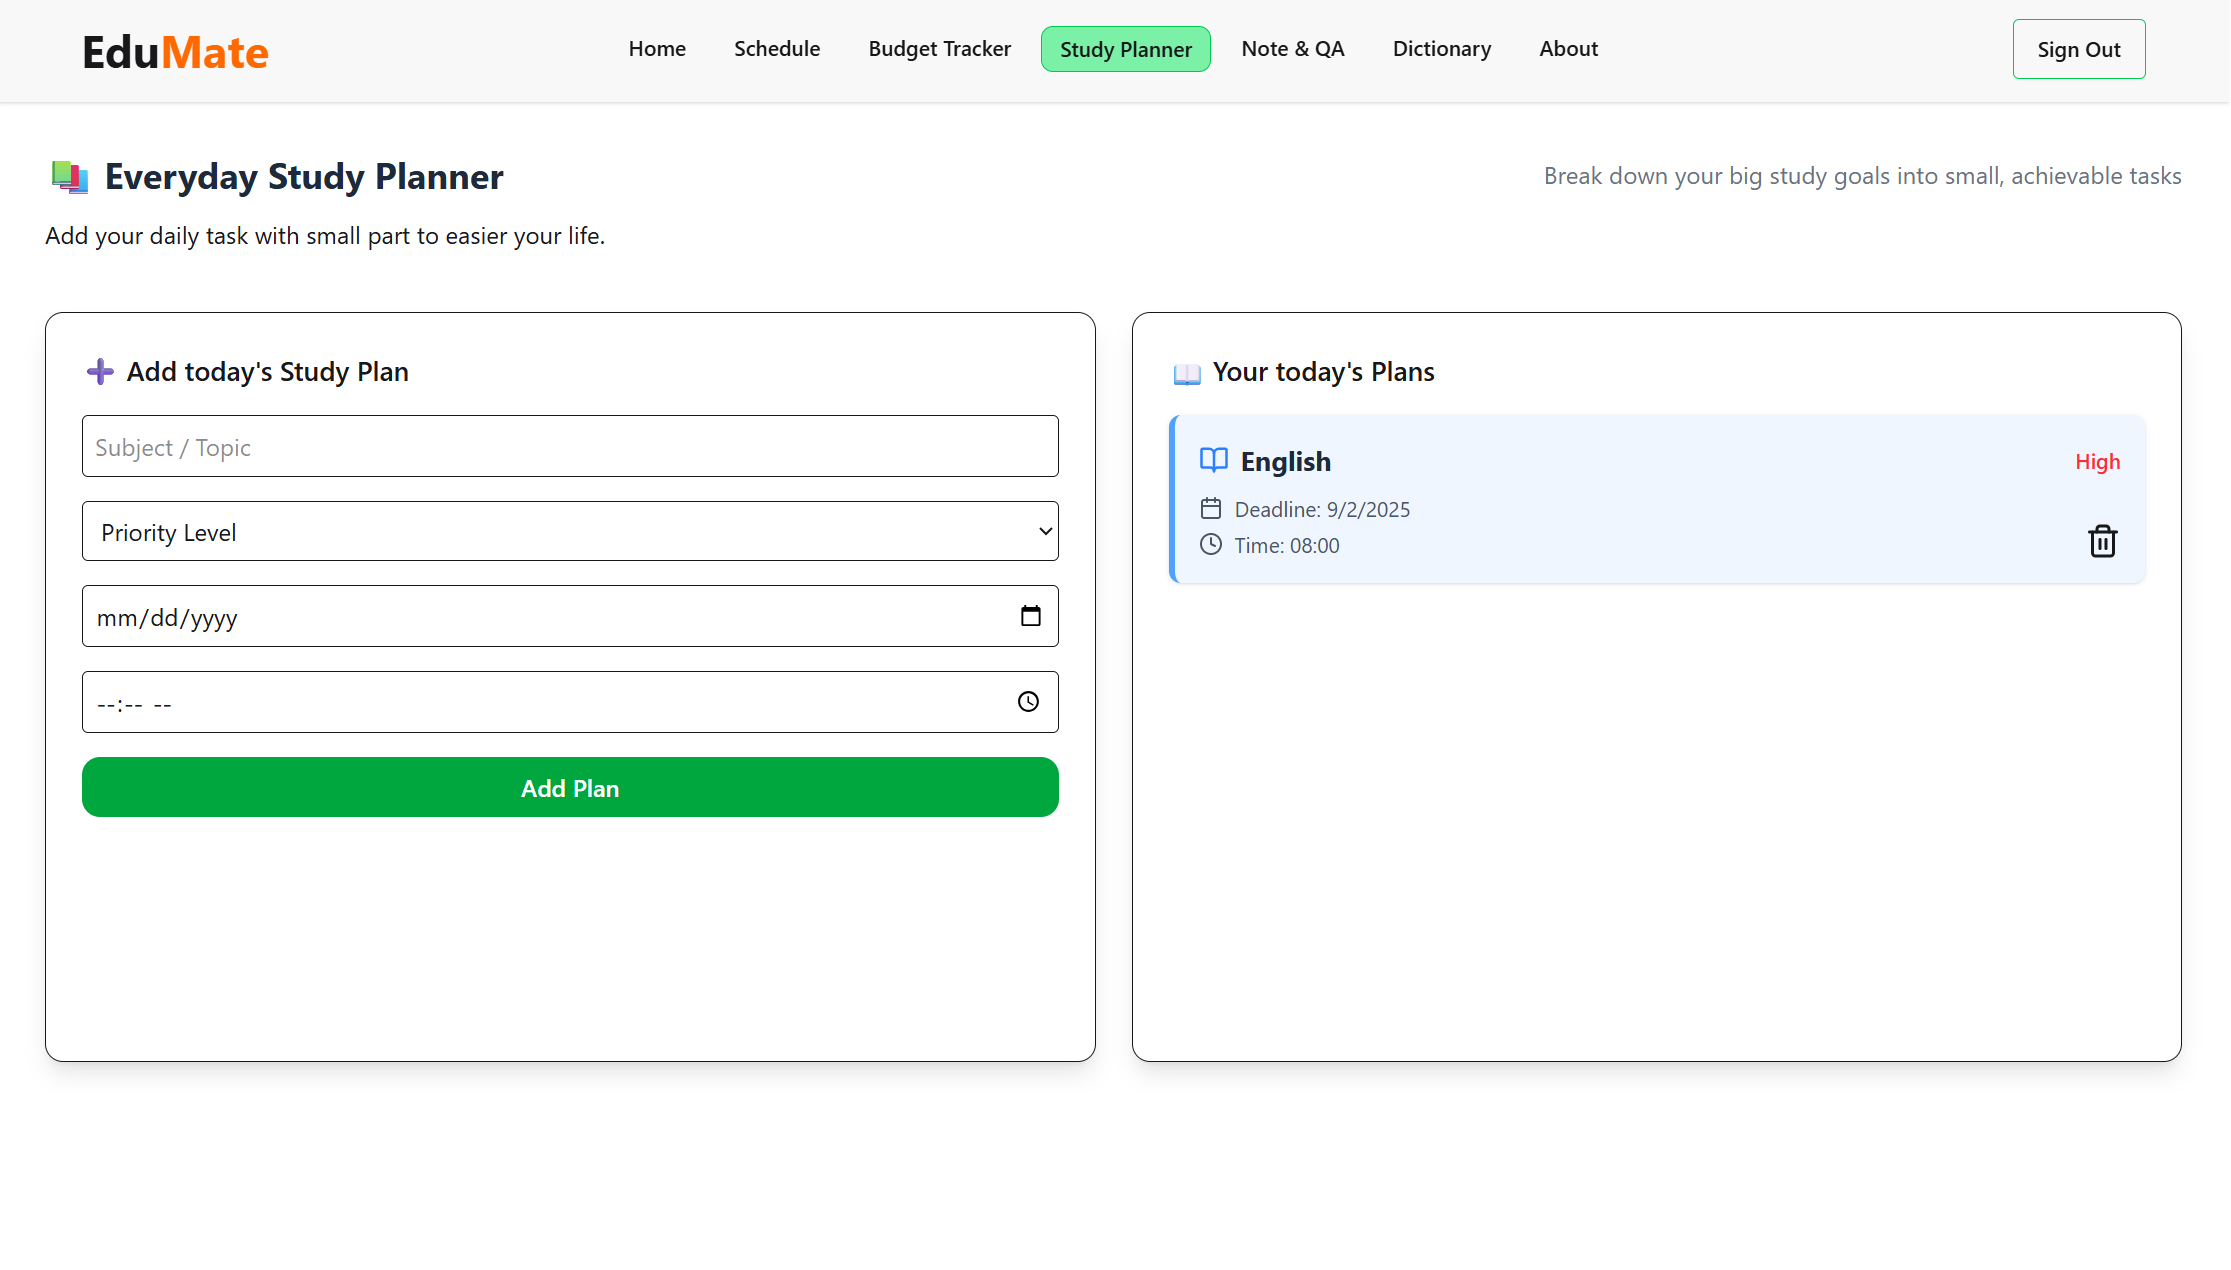 EduMate
Home Schedule Budget Tracker Study Planner Note & QA Dictionary About Sign Out
Everyday Study Planner
Break down your big study goals into small, achievable tasks
Add your daily task with small part to easier your life.
Add today's Study Plan
Subject / Topic
Priority Level
mm/dd/yyyy
--:-- --
Add Plan
Your today's Plans
English
High
Deadline: 9/2/2025
Time: 08:00